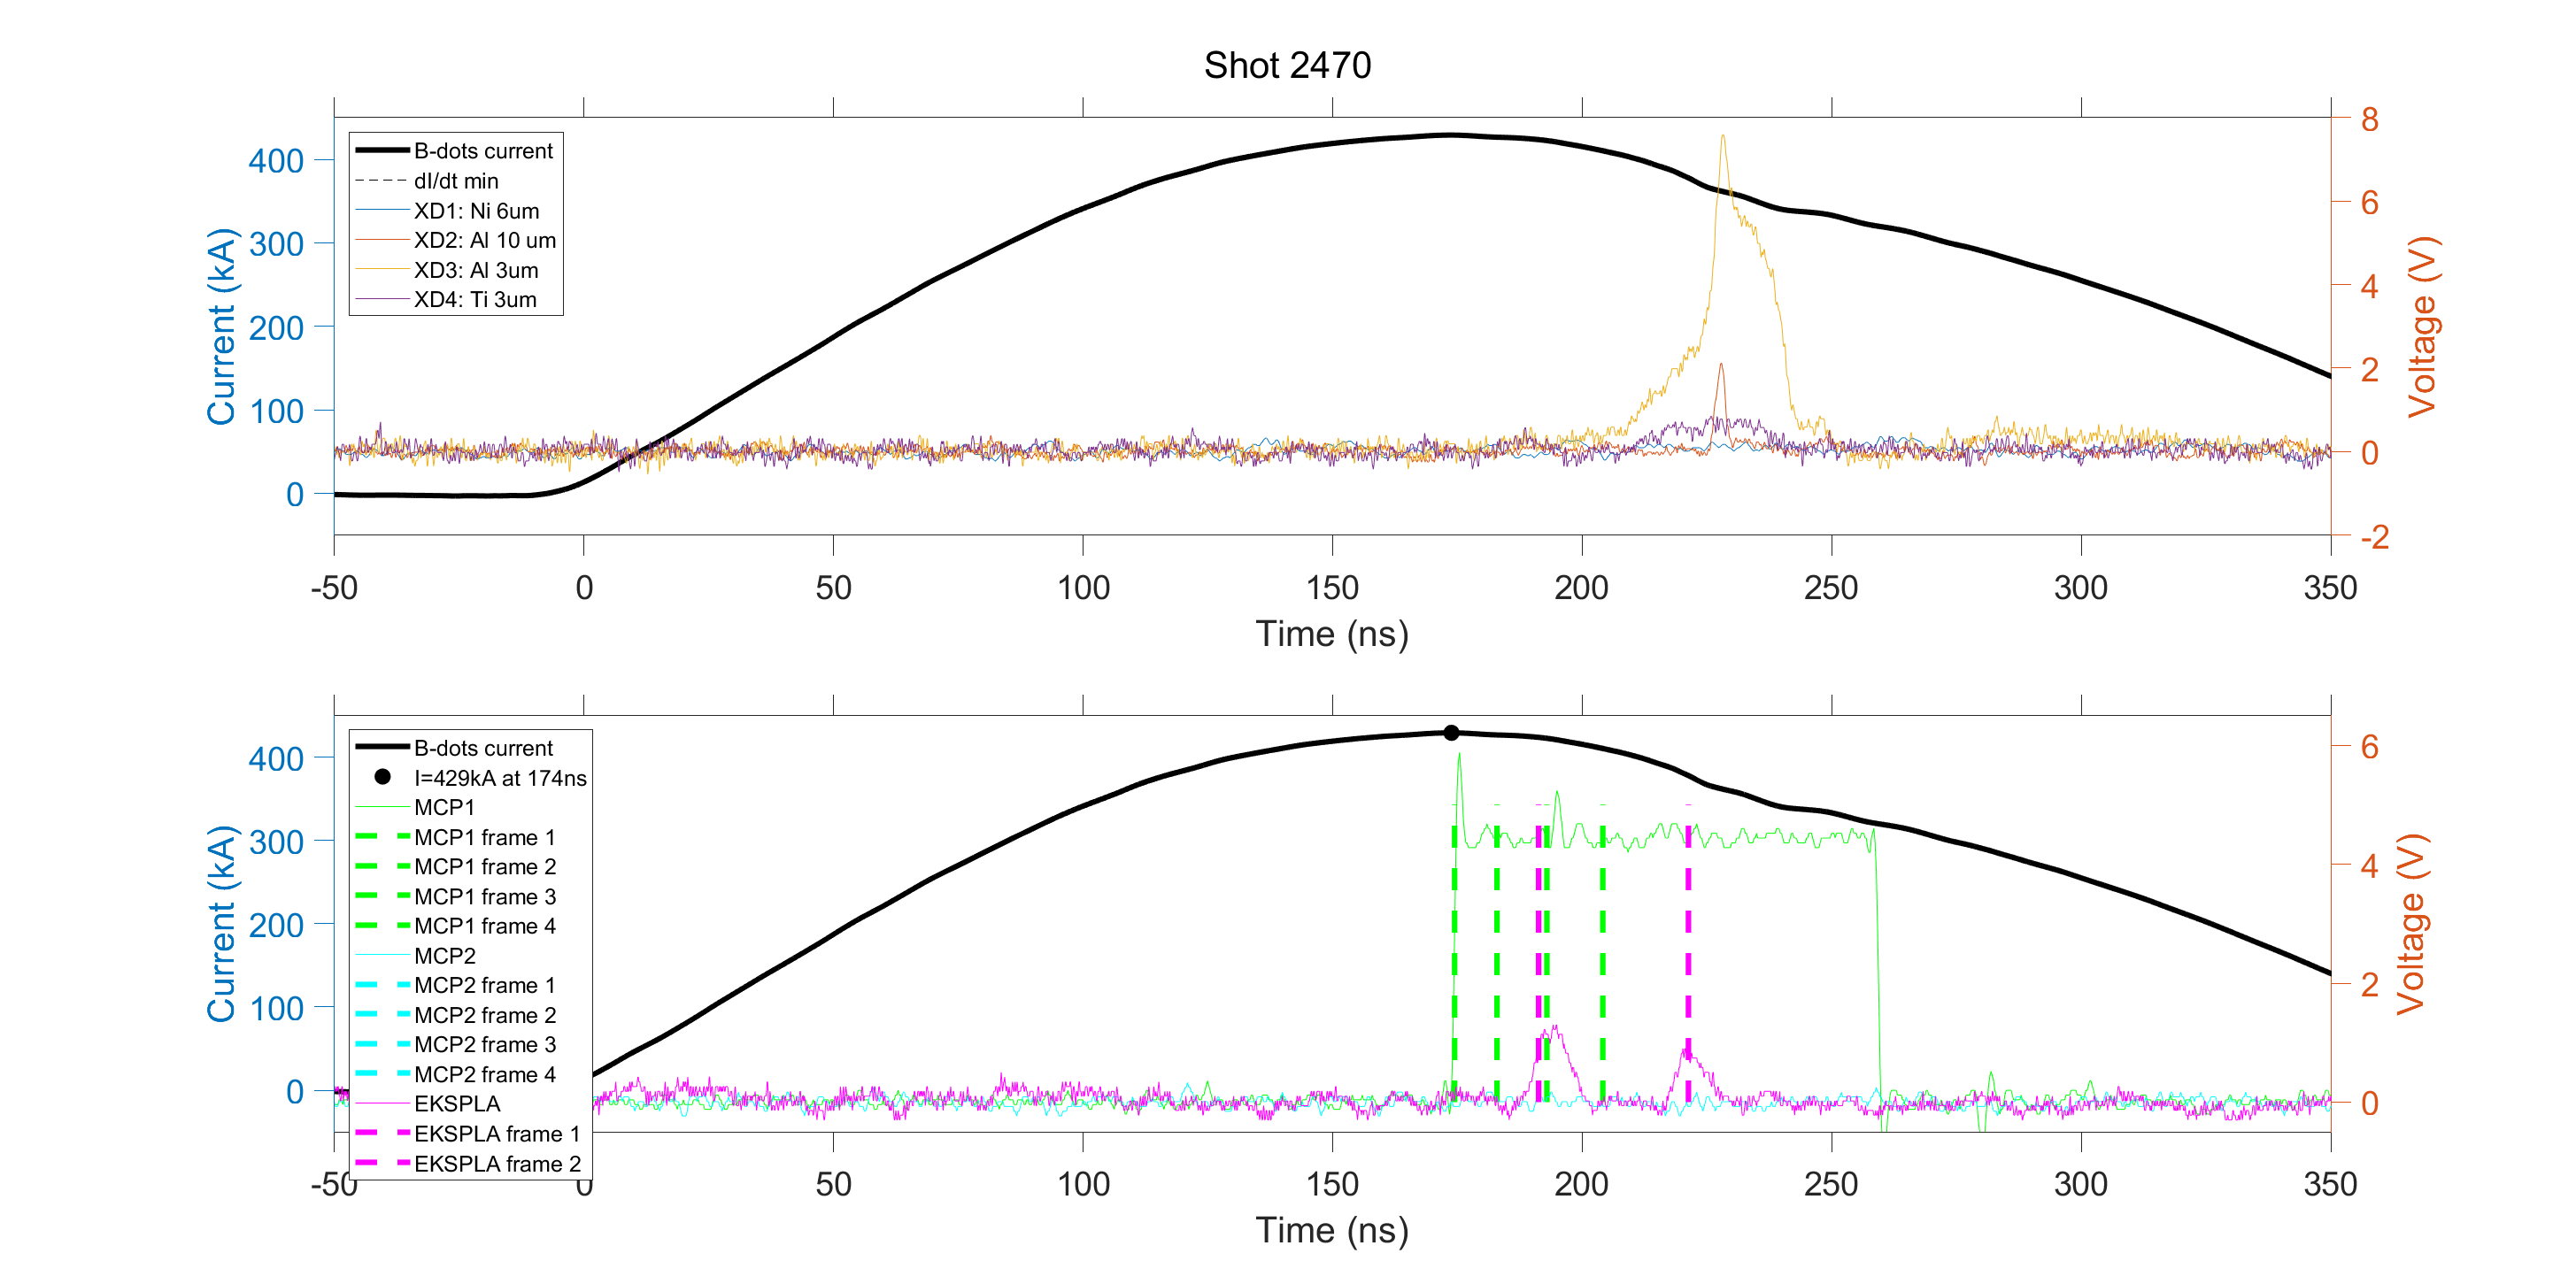 Shot 2470
B-dots current
dI/dt min
XD1: Ni 6um
XD2: Al 10 um
XD3: Al 3um
XD4: Ti 3um
400
300
200
100
0
Current (kA)
8
6
4
2
0
-2
Voltage (V)
-50 0 50 100 150 200 250 300 350
Time (ns)
B-dots current
I=429kA at 174ns
MCP1
MCP1 frame 1
MCP1 frame 2
MCP1 frame 3
MCP1 frame 4
MCP2
MCP2 frame 1
MCP2 frame 2
MCP2 frame 3
MCP2 frame 4
EKSPLA
EKSPLA frame 1
EKSPLA frame 2
400
300
200
100
0
Current (kA)
6
4
2
0
Voltage (V)
-50 0 50 100 150 200 250 300 350
Time (ns)